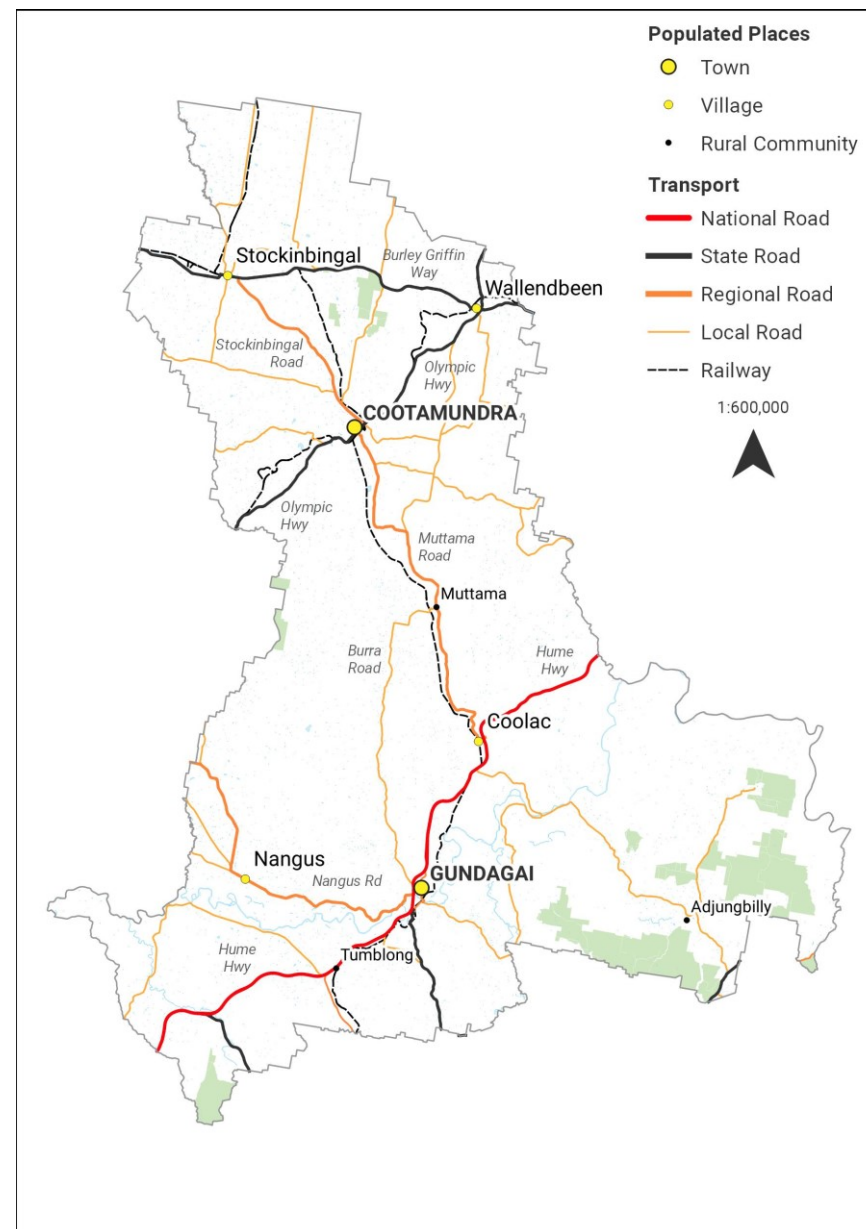 Populated Places
Town
Village
Rural Community
Transport
National Road
State Road
Regional Road
Local Road
Railway
1:600,000
Stockinbingal
Burley Griffin
Way
Wallendbeen
Stockinbingal
Road
Olympic
Hwy
COOTAMUNDRA
Olympic
Hwy
Muttama
Road
Muttama
Burra
Road
Hume
Hwy
Coolac
Nangus
Nangus Rd
GUNDAGAI
Adjungbilly
Hume
Hwy
Tumblong